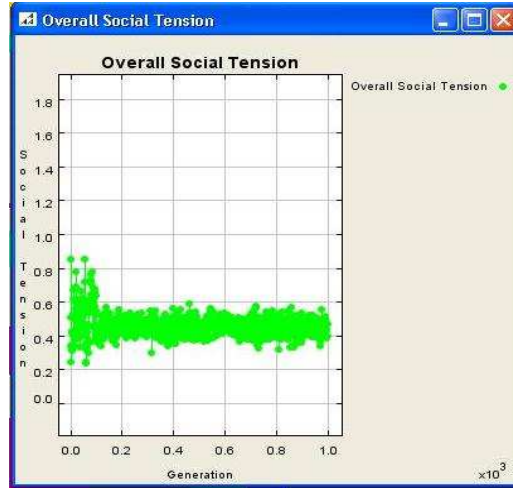 Overall Social Tension
Overall Social Tension
Overall Social Tension
Social Tension
1.8
1.6
1.4
1.2
1.0
0.8
0.6
0.4
0.2
0.0
0.0 0.2 0.4 0.6 0.8 1.0
Generation
x10^3